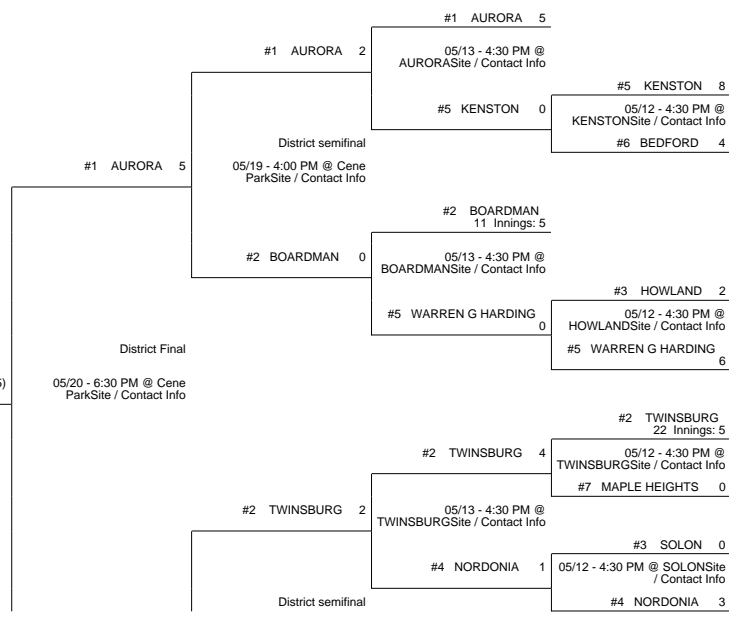 #1 AURORA 5
#1 AURORA 2
05/13 - 4:30 PM @
AURORASite / Contact Info
#5 KENSTON 8
#5 KENSTON 0
05/12 - 4:30 PM @
KENSTONSite / Contact Info
District semifinal
#6 BEDFORD 4
#1 AURORA 5
05/19 - 4:00 PM @ Cene
ParkSite / Contact Info
#2 BOARDMAN
11 Innings: 5
#2 BOARDMAN 0
05/13 - 4:30 PM @
BOARDMANSite / Contact Info
#3 HOWLAND 2
#5 WARREN G HARDING
0
05/12 - 4:30 PM @
HOWLANDSite / Contact Info
District Final
#5 WARREN G HARDING
6
05/20 - 6:30 PM @ Cene
ParkSite / Contact Info
#2 TWINSBURG
22 Innings: 5
#2 TWINSBURG 4
05/12 - 4:30 PM @
TWINSBURGSite / Contact Info
#7 MAPLE HEIGHTS 0
#2 TWINSBURG 2
05/13 - 4:30 PM @
TWINSBURGSite / Contact Info
#3 SOLON 0
#4 NORDONIA 1
05/12 - 4:30 PM @ SOLONSite
/ Contact Info
District semifinal
#4 NORDONIA 3